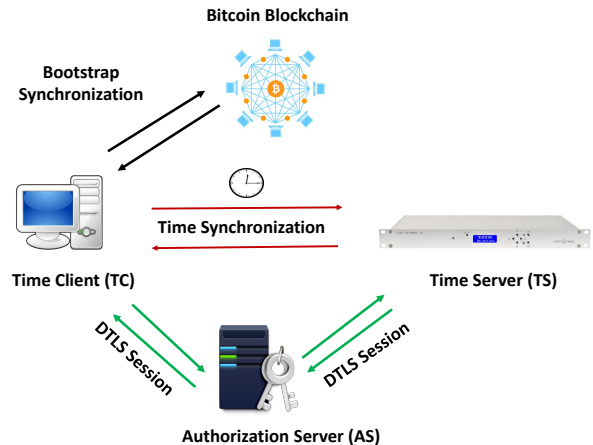 Bitcoin Blockchain
Bootstrap
Synchronization
Time Synchronization
Time Client (TC)
Time Server (TS)
DTLS Session
DTLS Session
Authorization Server (AS)